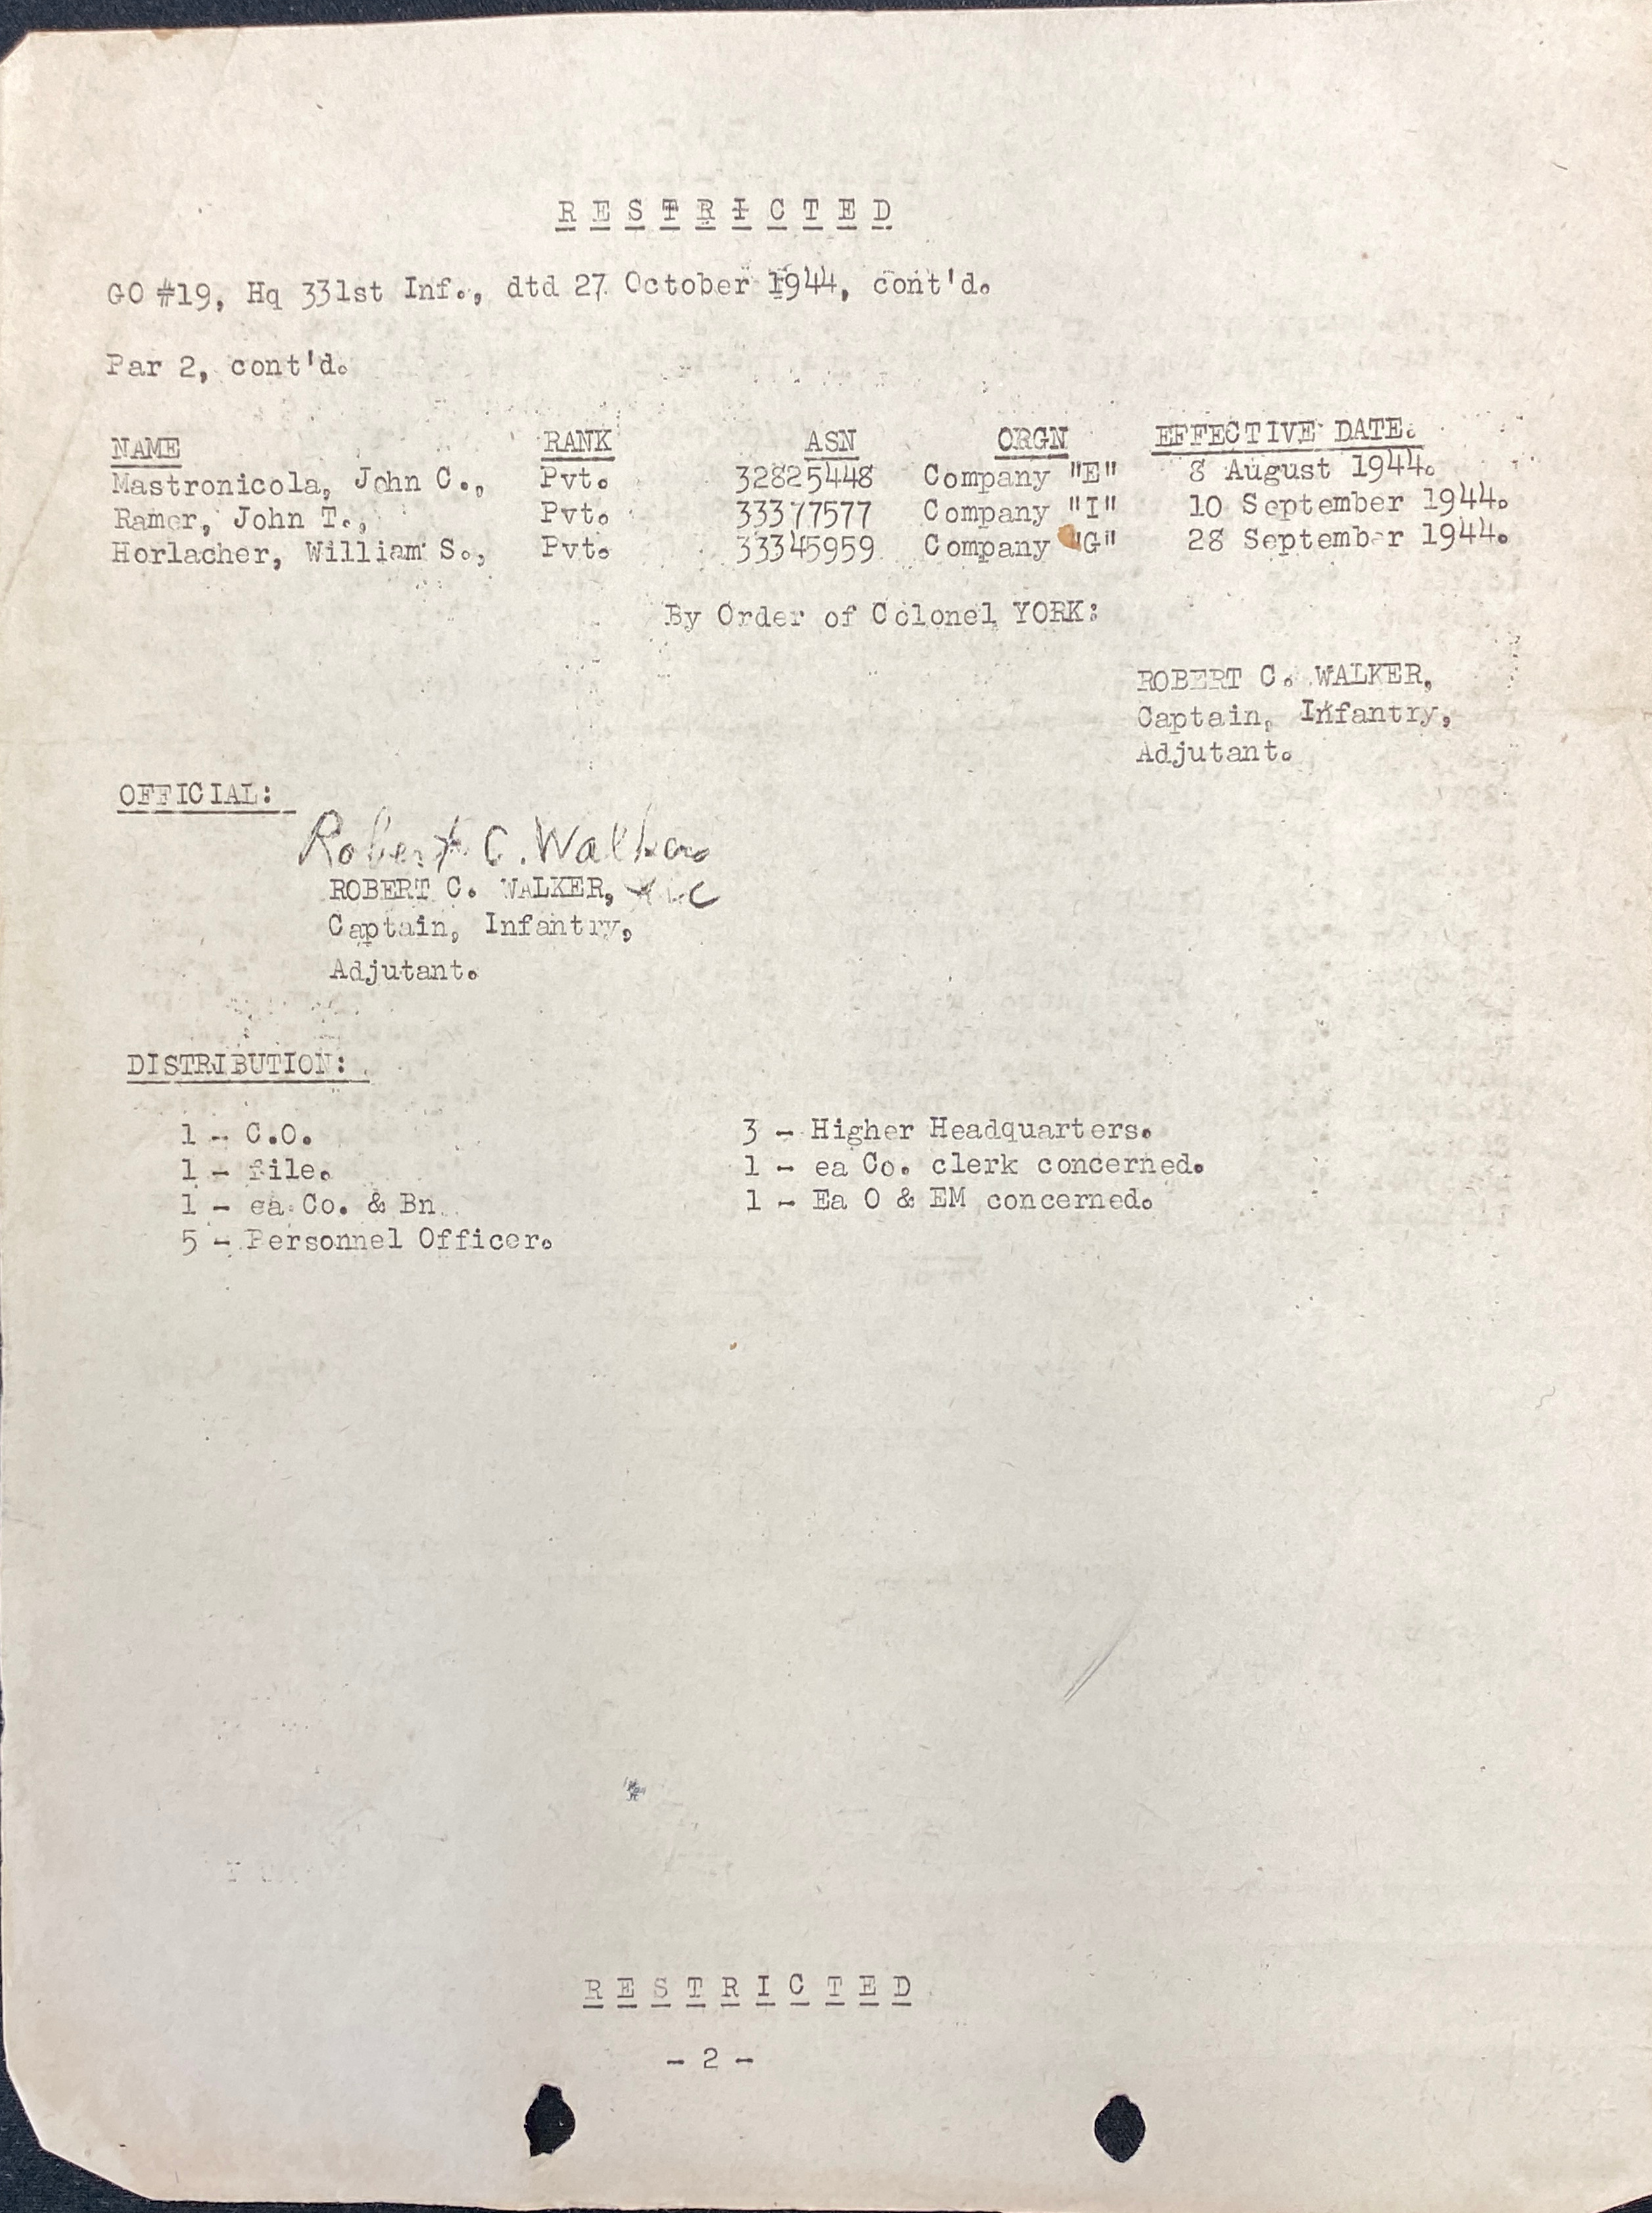 R E S T R I C T E D
GO #19, Hq 331st Inf., dtd 27 October 1944, cont'd.
Par 2, cont'd.
NAME RANK ASN ORGN EFFECTIVE DATE.
Mastronicola, John C., Pvt. 32825448 Company "E" 8 August 1944.
Ramer, John T., Pvt. 33377577 Company "I" 10 September 1944.
Horlacher, William S., Pvt. 33345959 Company "G" 28 September 1944.
By Order of Colonel YORK:
ROBERT C. WALKER,
Captain, Infantry,
Adjutant.
OFFICIAL:
Robert C. Walker
ROBERT C. WALKER,
Captain, Infantry,
Adjutant.
DISTRIBUTION:
1 - C.O. 3 - Higher Headquarters.
1 - file. 1 - ea Co. clerk concerned.
1 - ea Co. & Bn 1 - Ea O & EM concerned.
5 - Personnel Officer.
R E S T R I C T E D
- 2 -